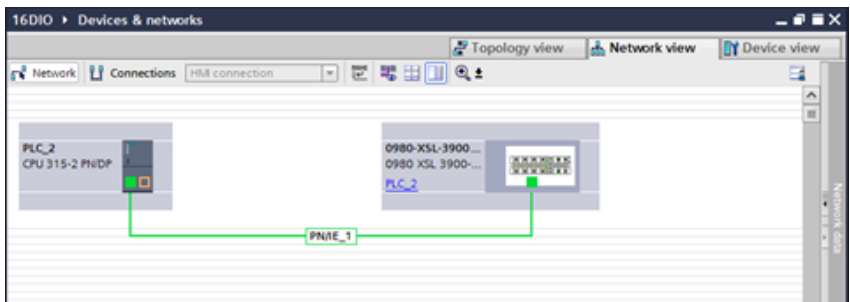 16DIO ▸ Devices & networks
Topology view
Network view
Device view
Network
Connections
HMI connection
PLC_2
CPU 315-2 PN/DP
0980-XSL-3900...
0980 XSL 3900-...
PLC_2
PN/IE_1
Network data